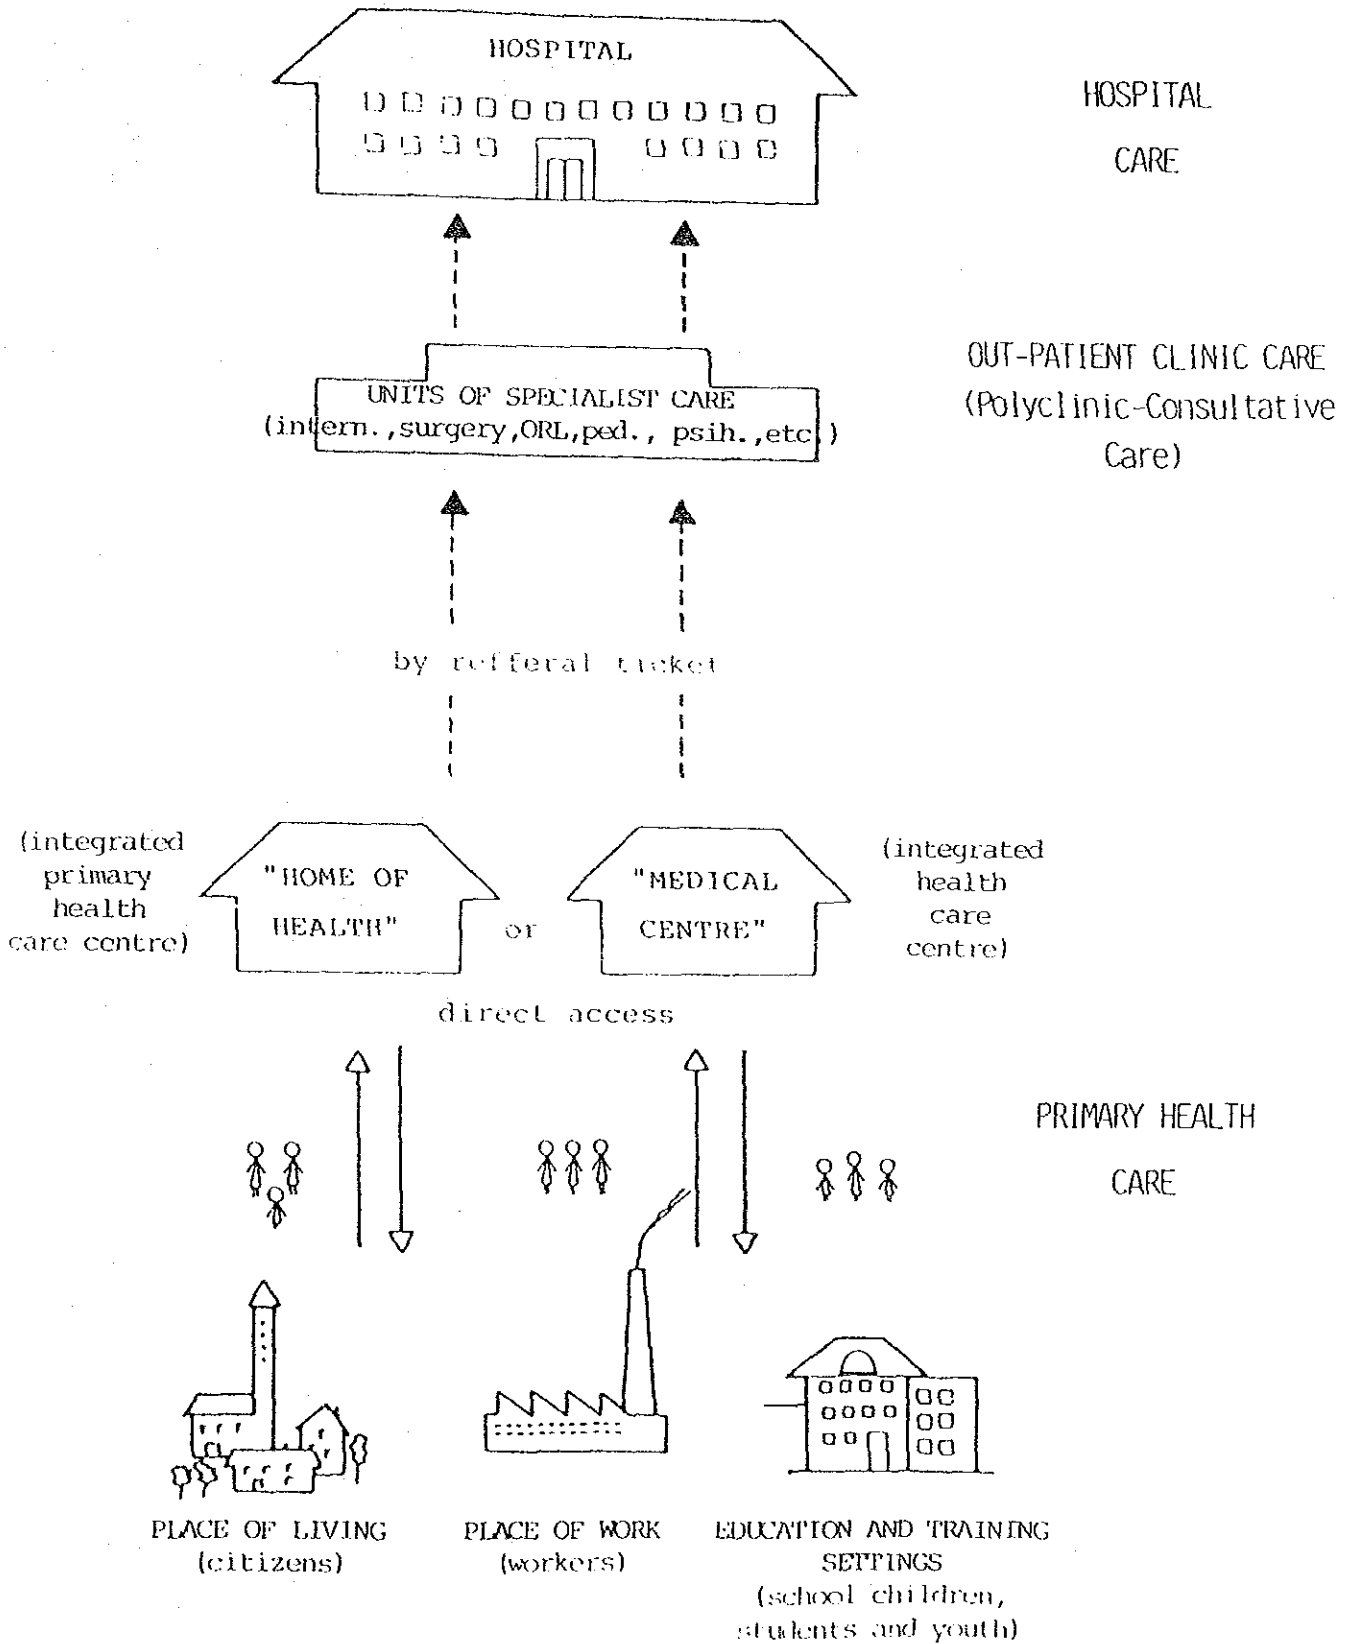 HOSPITAL
HOSPITAL
CARE
UNITS OF SPECIALIST CARE
(intern.,surgery,ORL,ped., psih.,etc.)
OUT-PATIENT CLINIC CARE
(Polyclinic-Consultative
Care)
by refferal ticket
(integrated
primary
health
care centre)
"HOME OF
HEALTH"
or
"MEDICAL
CENTRE"
(integrated
health
care
centre)
direct access
PRIMARY HEALTH
CARE
PLACE OF LIVING
(citizens)
PLACE OF WORK
(workers)
EDUCATION AND TRAINING
SETTINGS
(school children,
students and youth)